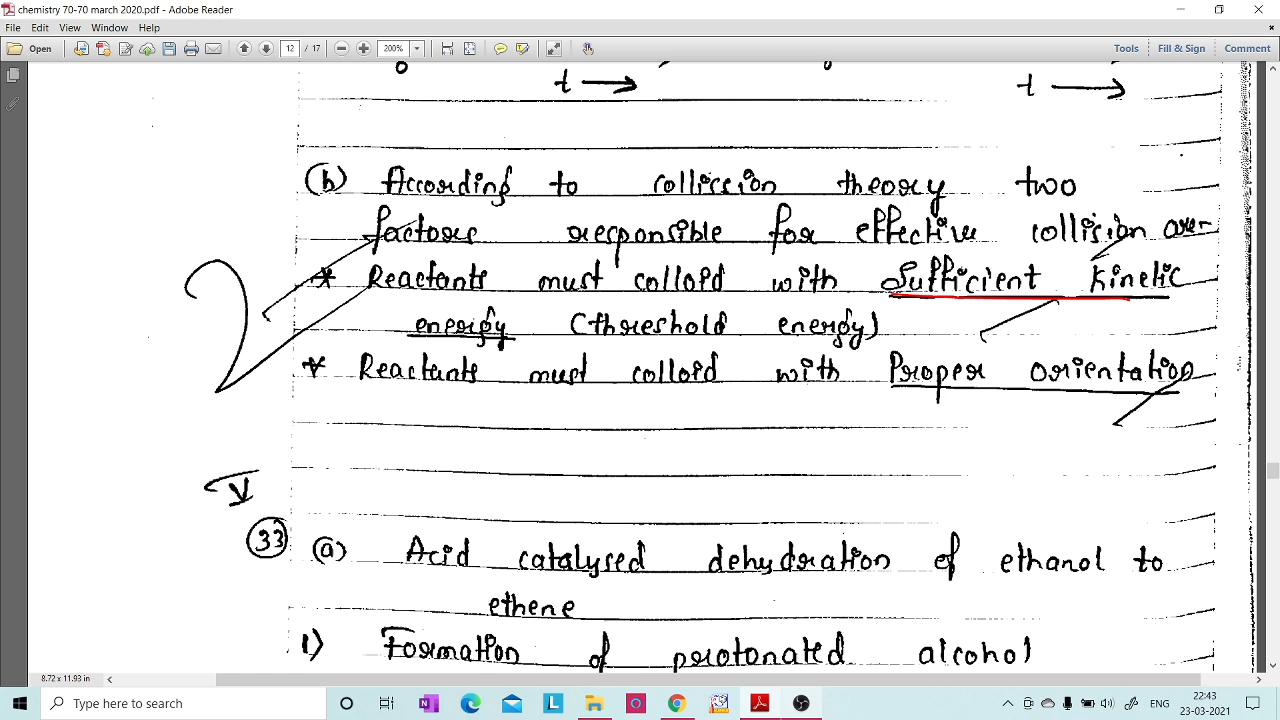 chemistry 70-70 march 2020.pdf - Adobe Reader
File Edit View Window Help
Open 12 / 17 200% Tools Fill & Sign Comment
t → t →
(b) According to collission theory two
factors responsible for effective collision are-
* Reactants must colloid with Sufficient Kinetic
energy (threshold energy)
* Reactants must colloid with Proper orientation
V
33 (a) Acid catalysed dehydration of ethanol to
ethene
1) Formation of protonated alcohol
8.72 x 11.93 in
Type here to search
ENG
22:43
23-03-2021